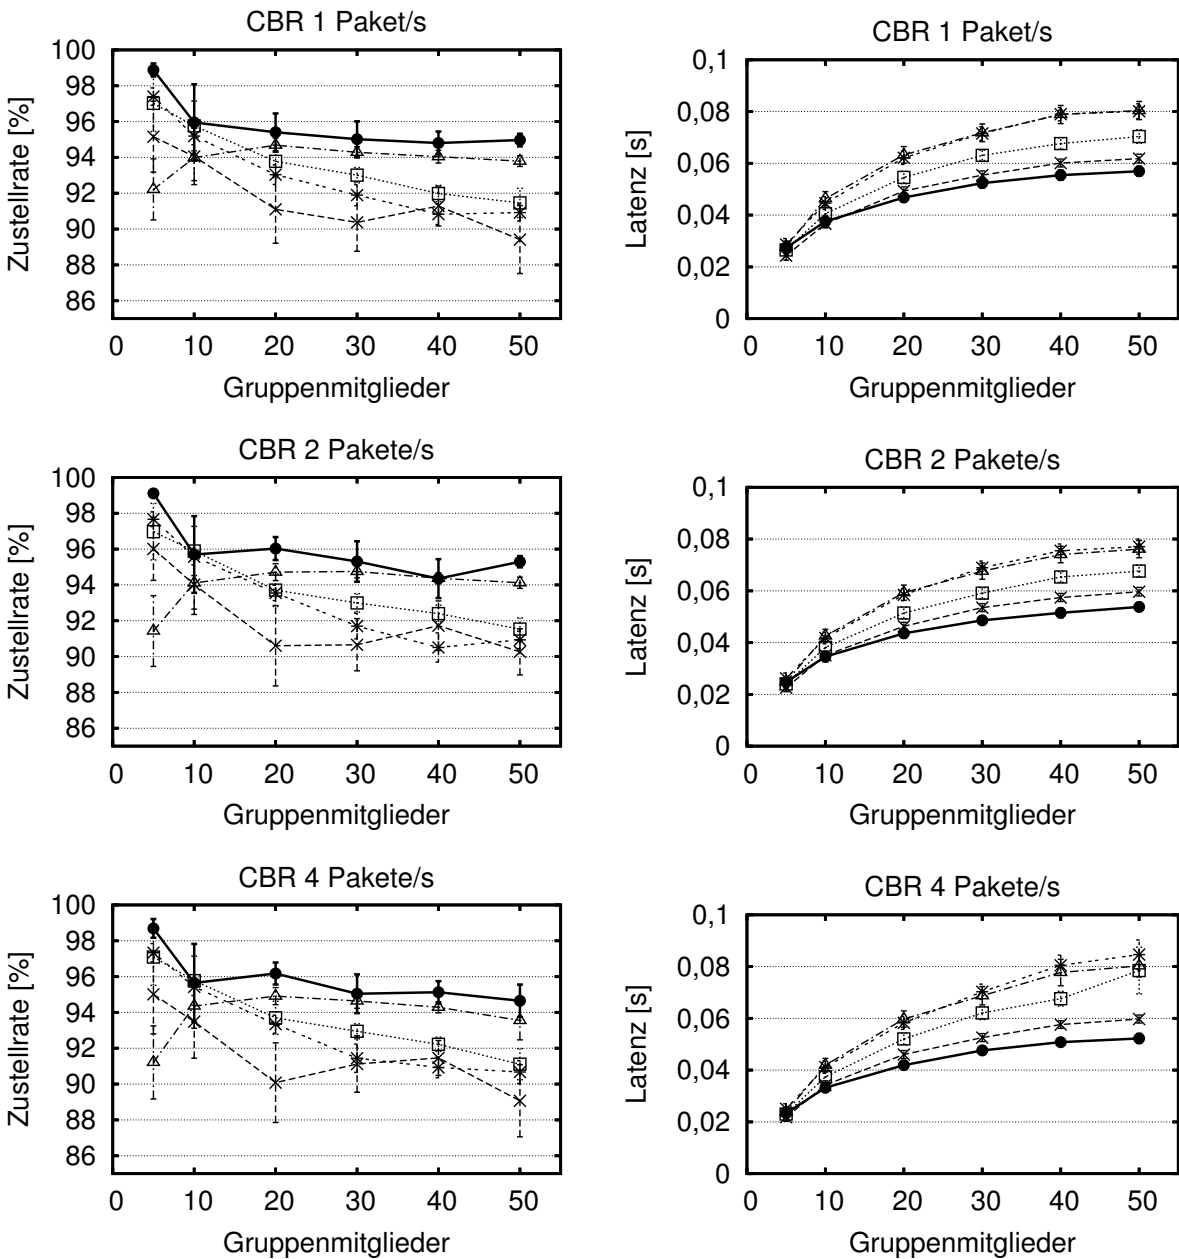 CBR 1 Paket/s
Zustellrate [%]
100
98
96
94
92
90
88
86
0 10 20 30 40 50
Gruppenmitglieder
CBR 1 Paket/s
Latenz [s]
0,1
0,08
0,06
0,04
0,02
0
0 10 20 30 40 50
Gruppenmitglieder
CBR 2 Pakete/s
Zustellrate [%]
100
98
96
94
92
90
88
86
0 10 20 30 40 50
Gruppenmitglieder
CBR 2 Pakete/s
Latenz [s]
0,1
0,08
0,06
0,04
0,02
0
0 10 20 30 40 50
Gruppenmitglieder
CBR 4 Pakete/s
Zustellrate [%]
100
98
96
94
92
90
88
86
0 10 20 30 40 50
Gruppenmitglieder
CBR 4 Pakete/s
Latenz [s]
0,1
0,08
0,06
0,04
0,02
0
0 10 20 30 40 50
Gruppenmitglieder